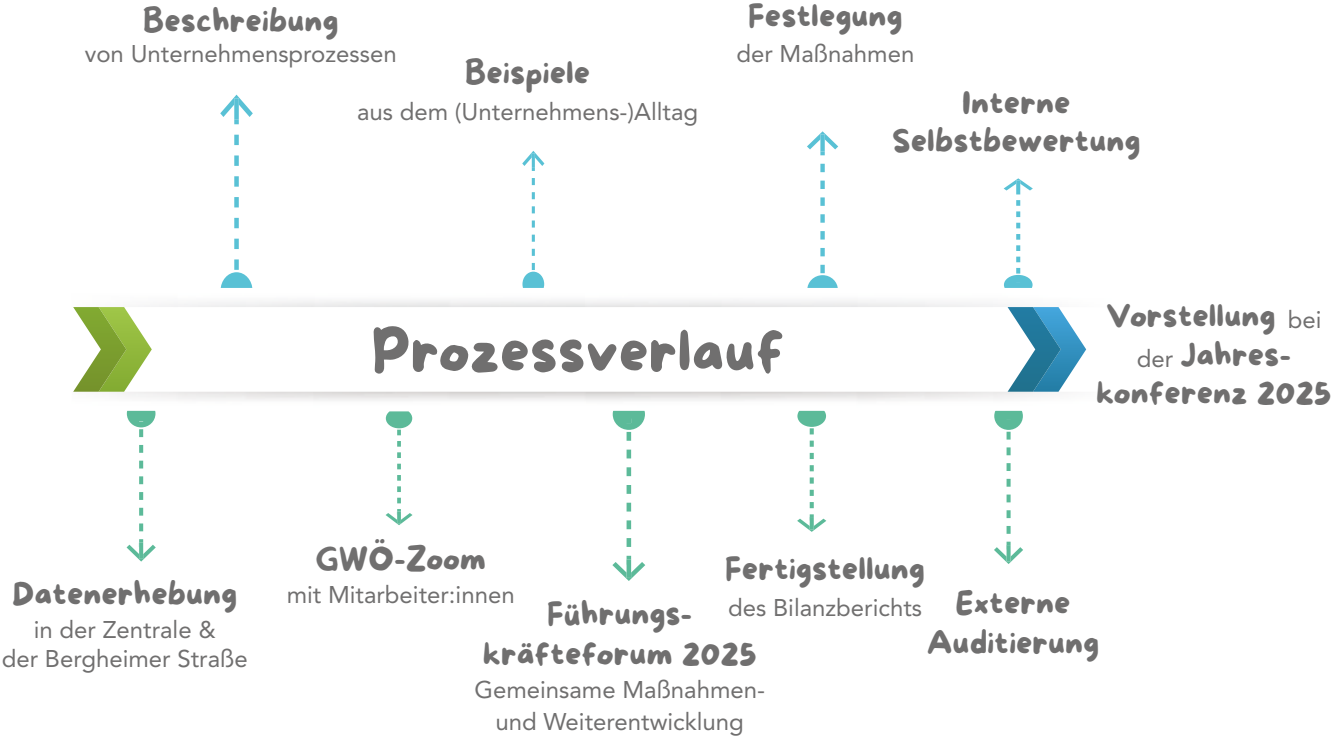 Beschreibung
von Unternehmensprozessen
Beispiele
aus dem (Unternehmens-)Alltag
Festlegung
der Maßnahmen
Interne
Selbstbewertung
Prozessverlauf
Vorstellung bei
der Jahres-
konferenz 2025
Datenerhebung
in der Zentrale &
der Bergheimer Straße
GWÖ-Zoom
mit Mitarbeiter:innen
Führungs-
kräfteforum 2025
Gemeinsame Maßnahmen-
und Weiterentwicklung
Fertigstellung
des Bilanzberichts
Externe
Auditierung